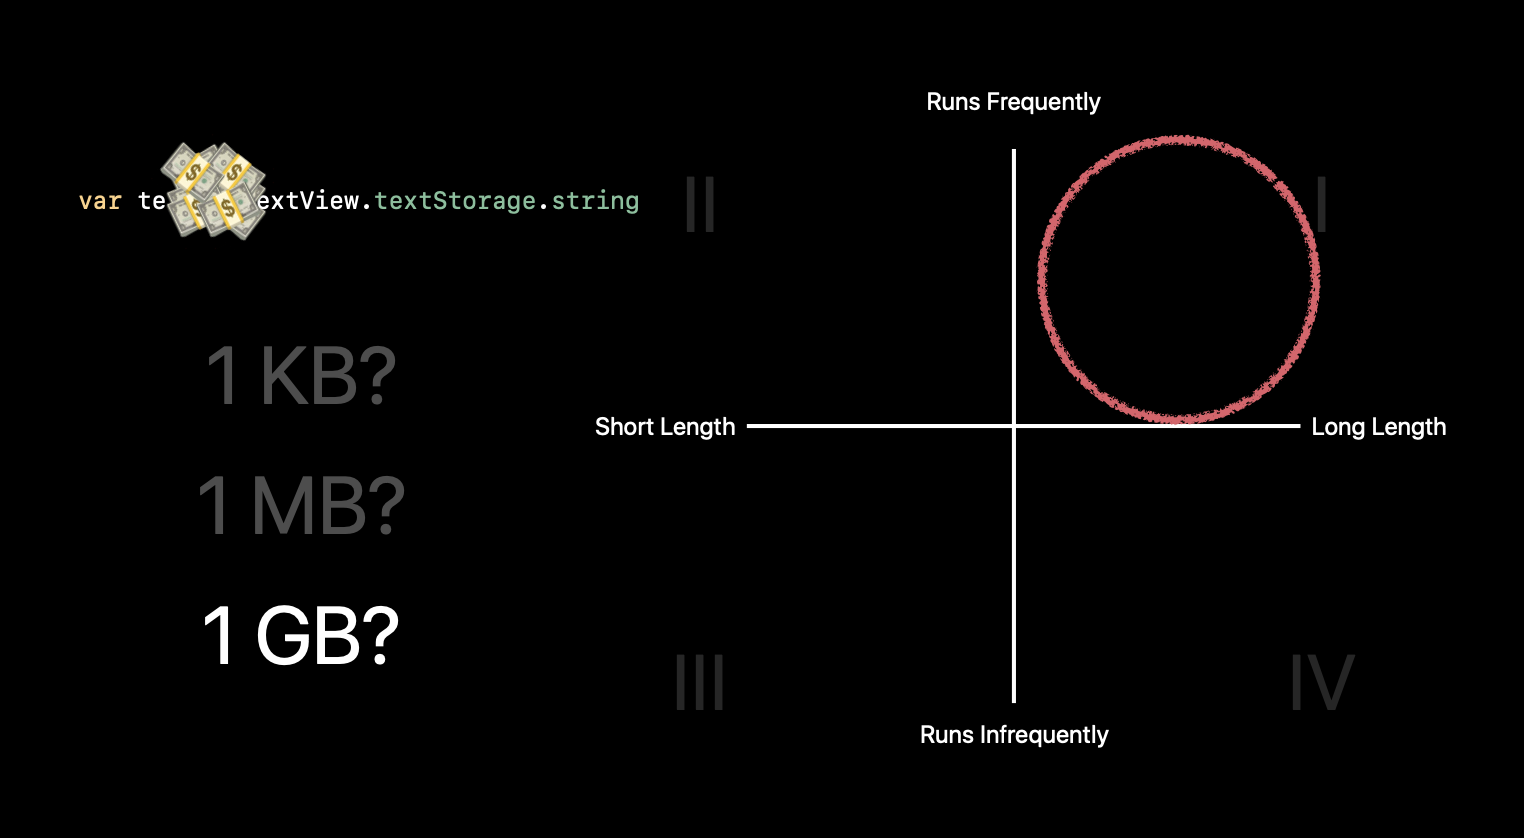 var te extView.textStorage.string
1 KB?
1 MB?
1 GB?
Runs Frequently
II
I
Short Length
Long Length
III
IV
Runs Infrequently